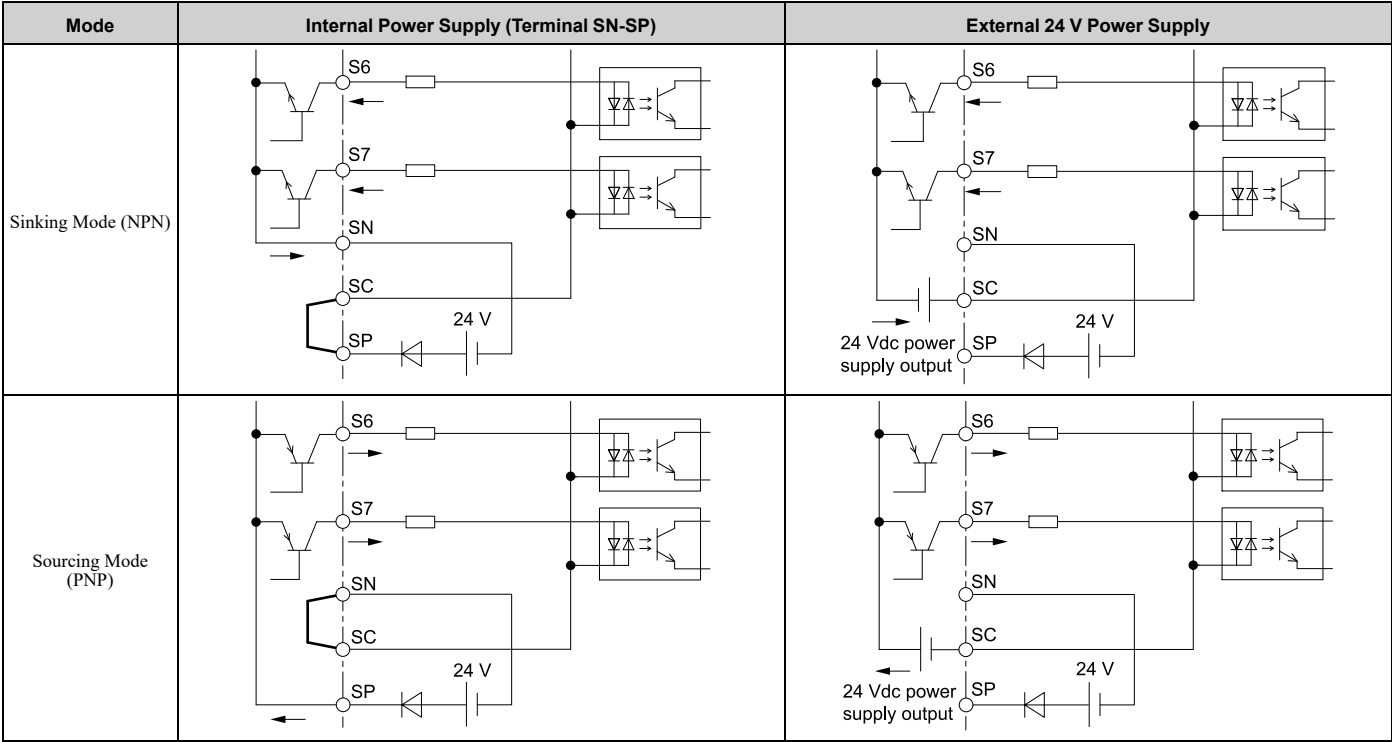 Mode
Internal Power Supply (Terminal SN-SP)
External 24 V Power Supply
Sinking Mode (NPN)
S6
S7
SN
SC
24 V
SP
S6
S7
SN
SC
24 V
24 Vdc power
supply output
SP
Sourcing Mode
(PNP)
S6
S7
SN
SC
24 V
SP
S6
S7
SN
SC
24 V
24 Vdc power
supply output
SP